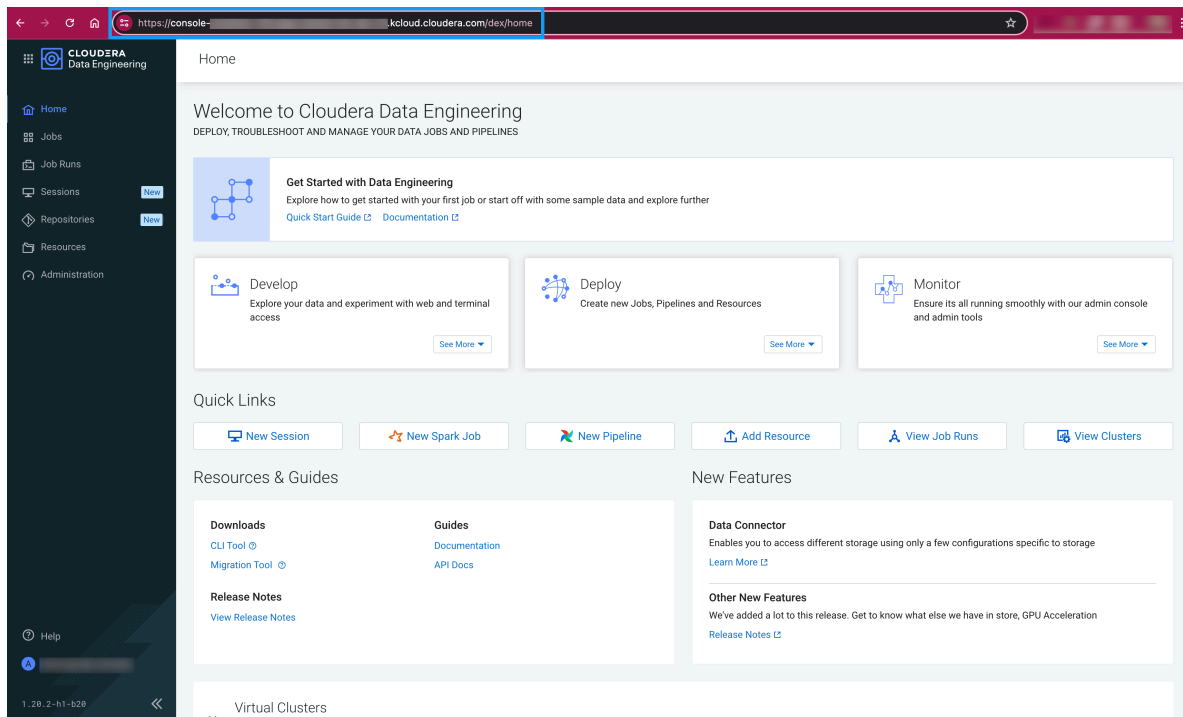 https://console-
.kcloud.cloudera.com/dex/home
CLOUDERA
Data Engineering
Home
Home
Jobs
Job Runs
Sessions
New
Repositories
New
Resources
Administration
Welcome to Cloudera Data Engineering
DEPLOY, TROUBLESHOOT AND MANAGE YOUR DATA JOBS AND PIPELINES
Get Started with Data Engineering
Explore how to get started with your first job or start off with some sample data and explore further
Quick Start Guide Documentation
Develop
Explore your data and experiment with web and terminal
access
See More
Deploy
Create new Jobs, Pipelines and Resources
See More
Monitor
Ensure its all running smoothly with our admin console
and admin tools
See More
Quick Links
New Session
New Spark Job
New Pipeline
Add Resource
View Job Runs
View Clusters
Resources & Guides
Downloads
CLI Tool
Migration Tool
Release Notes
View Release Notes
Guides
Documentation
API Docs
New Features
Data Connector
Enables you to access different storage using only a few configurations specific to storage
Learn More
Other New Features
We've added a lot to this release. Get to know what else we have in store, GPU Acceleration
Release Notes
Help
A
1.20.2-h1-b20
Virtual Clusters